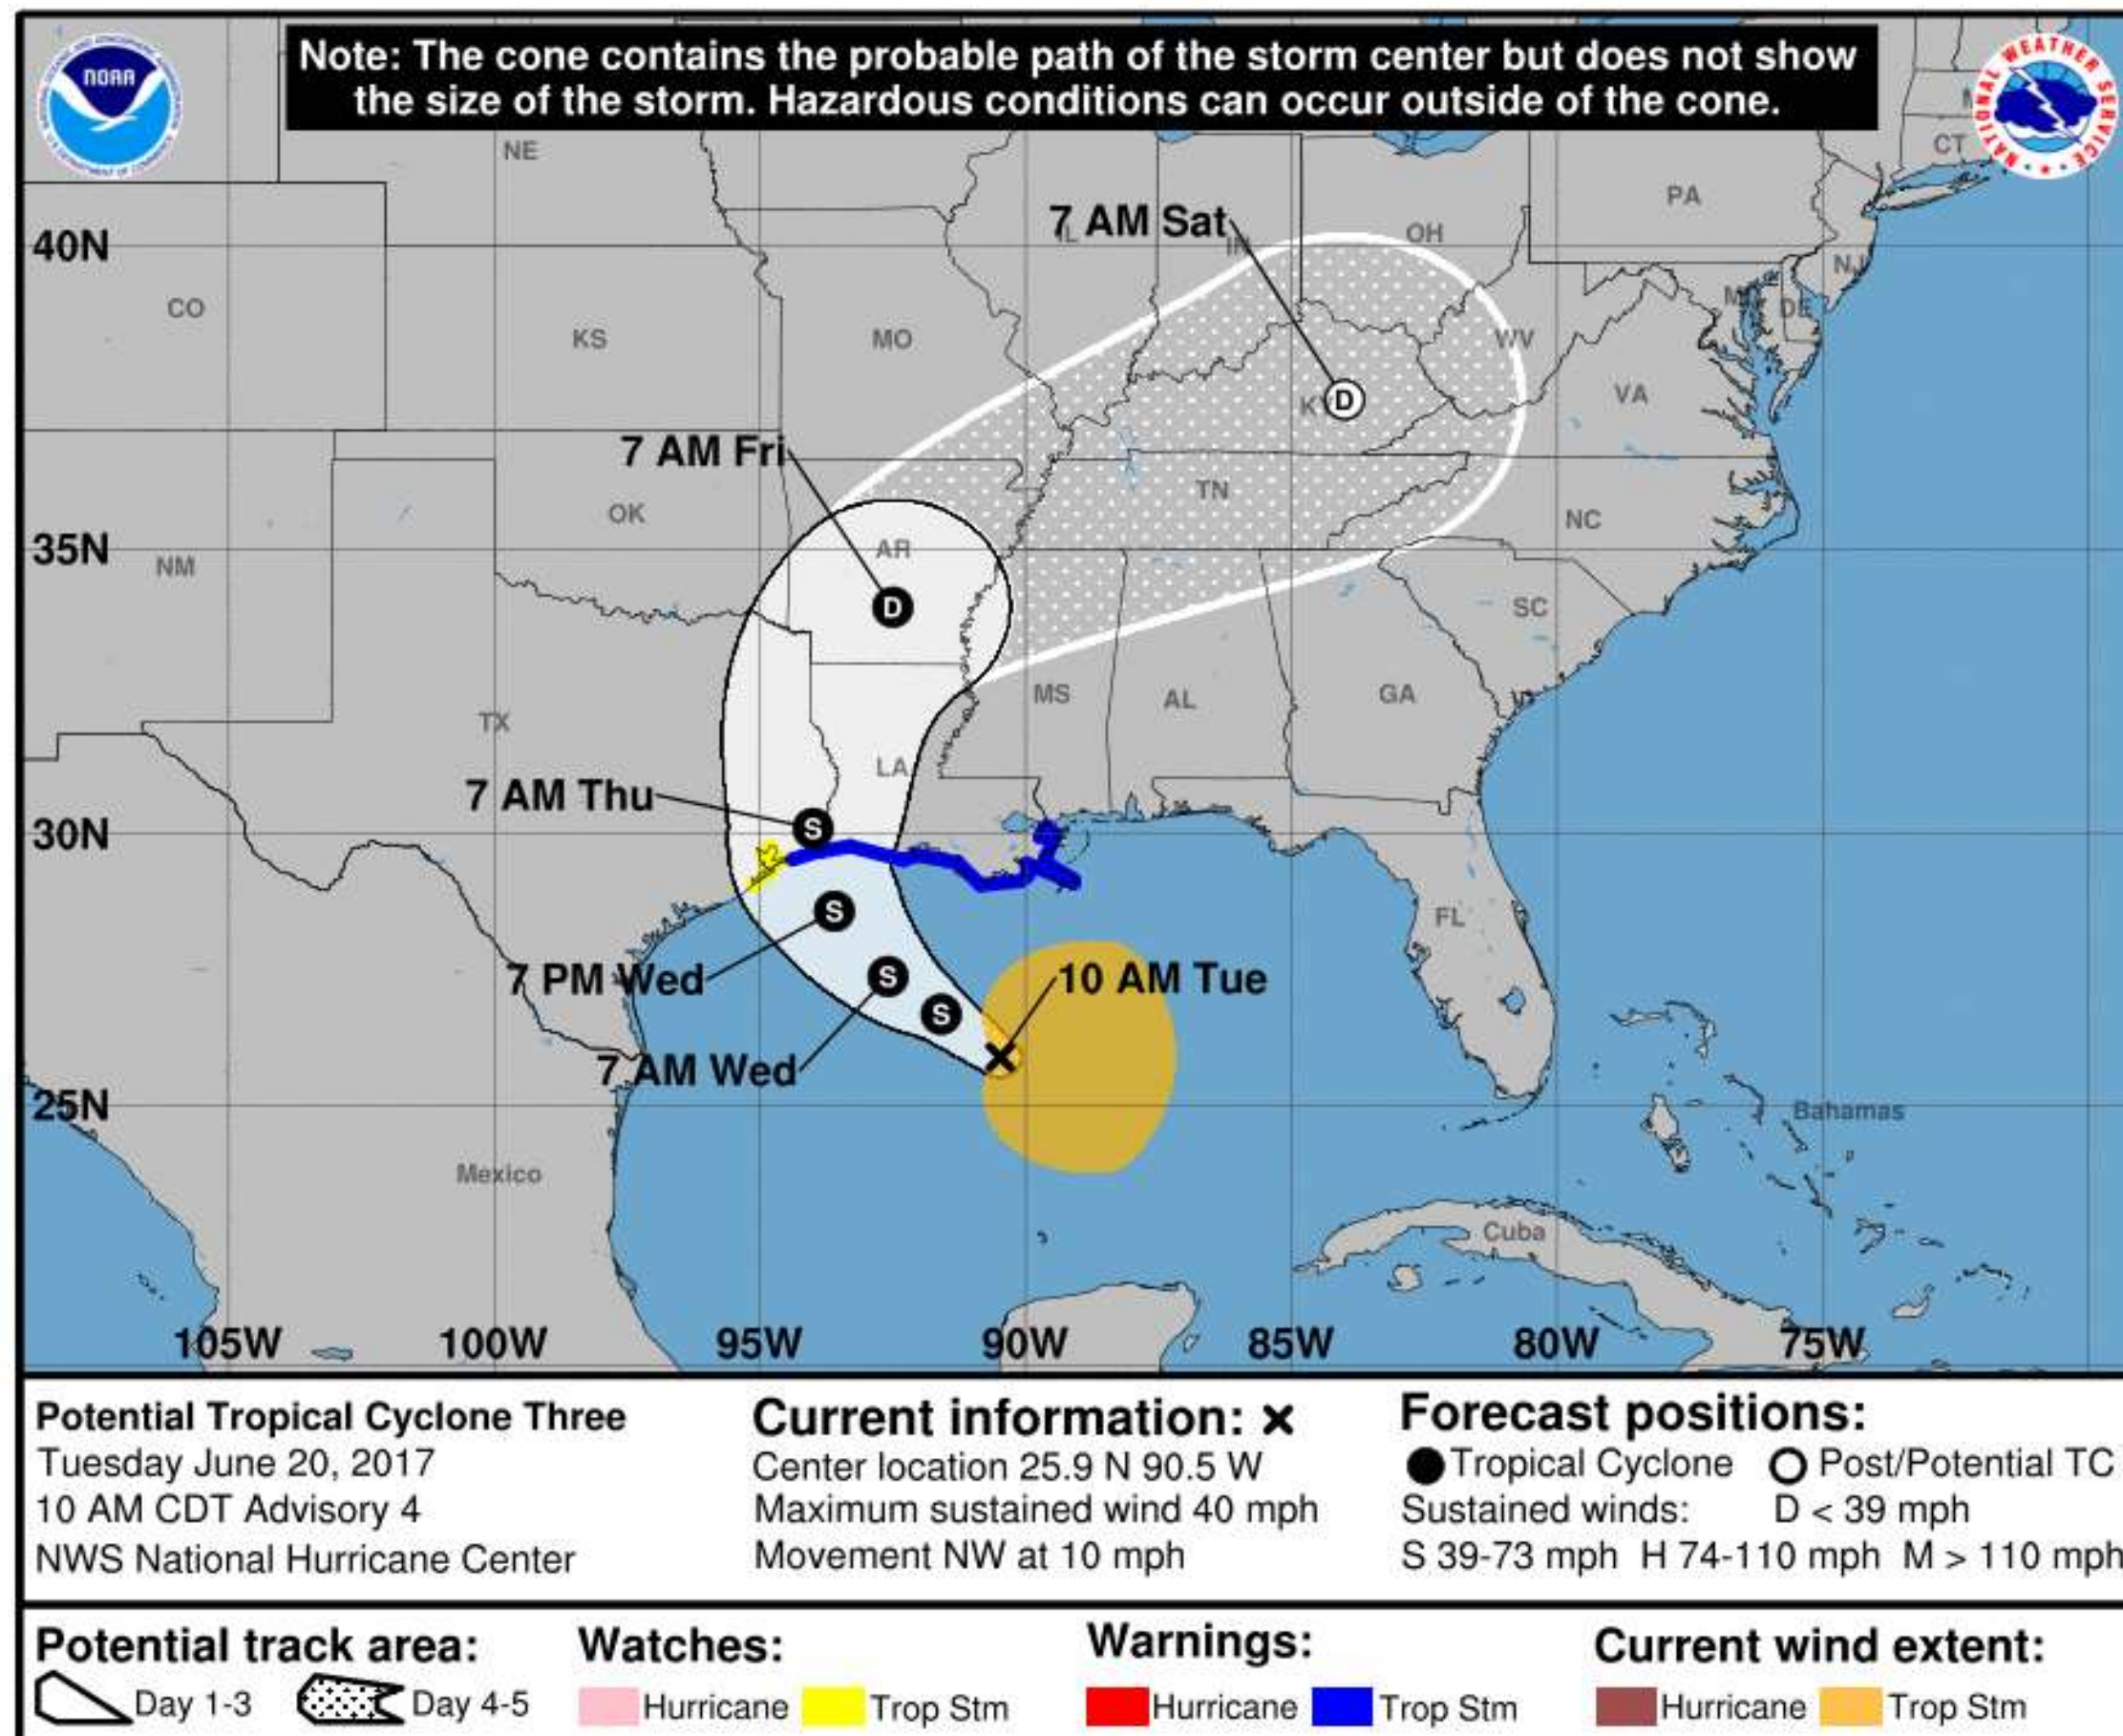 Note: The cone contains the probable path of the storm center but does not show
the size of the storm. Hazardous conditions can occur outside of the cone.
NOAA
NATIONAL WEATHER SERVICE
NE
CT
PA
7 AM Sat
IL
IN
OH
NJ
40N
CO
KS
MO
WV
DE
VA
KY
D
7 AM Fri
OK
TN
NC
35N
NM
AR
D
SC
TX
MS
AL
GA
LA
7 AM Thu
S
30N
S
FL
7 PM Wed
S
10 AM Tue
S
7 AM Wed
25N
Bahamas
Mexico
Cuba
105W 100W 95W 90W 85W 80W 75W
Potential Tropical Cyclone Three
Tuesday June 20, 2017
10 AM CDT Advisory 4
NWS National Hurricane Center
Current information: x
Center location 25.9 N 90.5 W
Maximum sustained wind 40 mph
Movement NW at 10 mph
Forecast positions:
Tropical Cyclone Post/Potential TC
Sustained winds: D < 39 mph
S 39-73 mph H 74-110 mph M > 110 mph
Potential track area:
Day 1-3 Day 4-5
Watches:
Hurricane Trop Stm
Warnings:
Hurricane Trop Stm
Current wind extent:
Hurricane Trop Stm